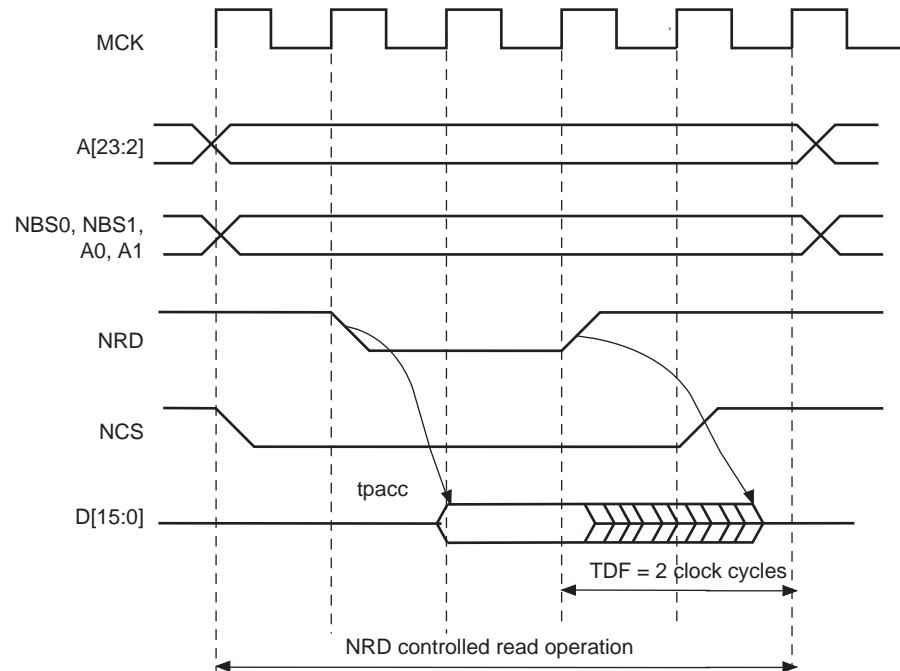 MCK
A[23:2]
NBS0, NBS1,
A0, A1
NRD
NCS
tpacc
D[15:0]
TDF = 2 clock cycles
NRD controlled read operation